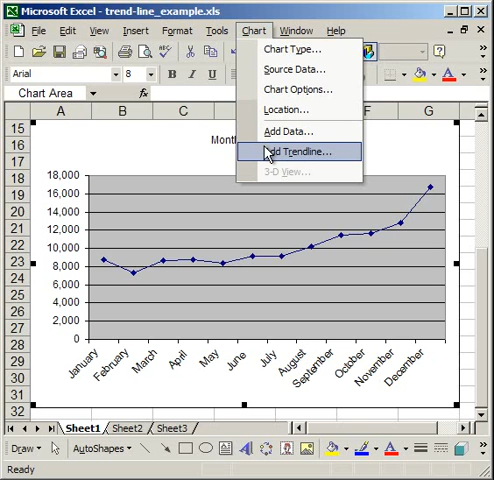 Microsoft Excel - trend-line_example.xls
File Edit View Insert Format Tools Chart Window Help
Arial 8 B I U
Chart Area
A B C F G
Chart Type...
Source Data...
Chart Options...
Location...
Add Data...
dd Trendline...
3-D View...
15
16
17
18
19
20
21
22
23
24
25
26
27
28
29
30
31
32
Month
18,000
16,000
14,000
12,000
10,000
8,000
6,000
4,000
2,000
0
January February March April May June July August September October November December
Sheet1 Sheet2 Sheet3
Draw AutoShapes A
Ready